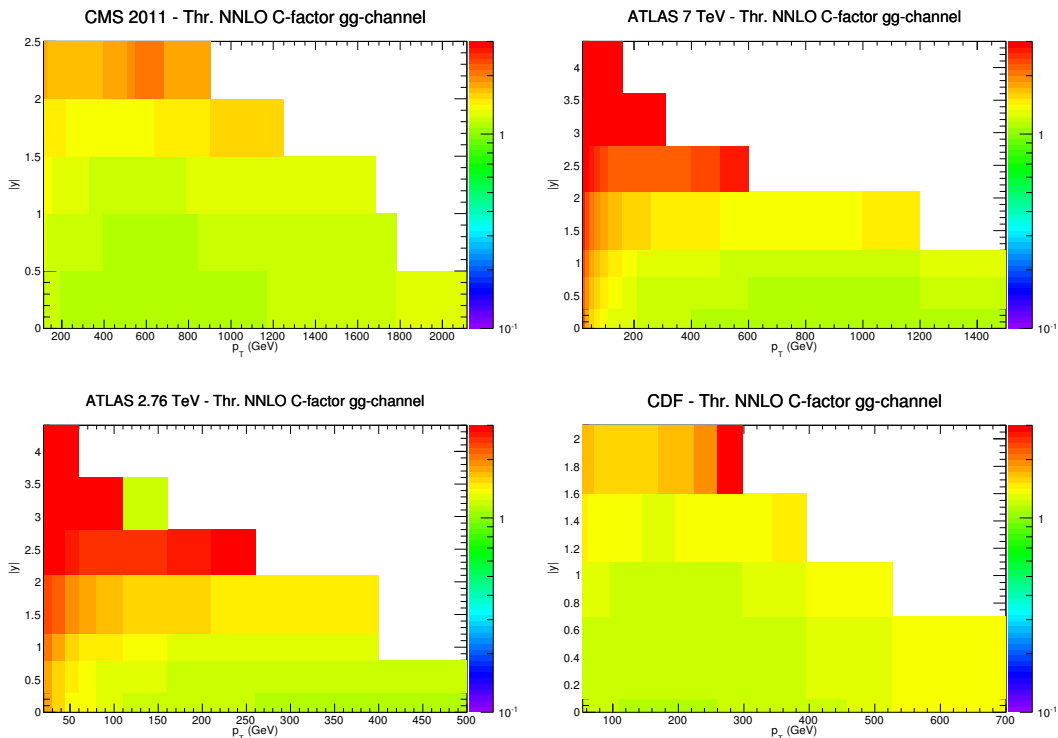 CMS 2011 - Thr. NNLO C-factor gg-channel
|y|
2.5
2
1.5
1
0.5
0
200 400 600 800 1000 1200 1400 1600 1800 2000
p_T (GeV)
1
10^-1
ATLAS 7 TeV - Thr. NNLO C-factor gg-channel
|y|
4
3.5
3
2.5
2
1.5
1
0.5
0
200 400 600 800 1000 1200 1400
p_T (GeV)
1
10^-1
ATLAS 2.76 TeV - Thr. NNLO C-factor gg-channel
|y|
4
3.5
3
2.5
2
1.5
1
0.5
0
50 100 150 200 250 300 350 400 450 500
p_T (GeV)
1
10^-1
CDF - Thr. NNLO C-factor gg-channel
|y|
2
1.8
1.6
1.4
1.2
1
0.8
0.6
0.4
0.2
0
100 200 300 400 500 600 700
p_T (GeV)
1
10^-1